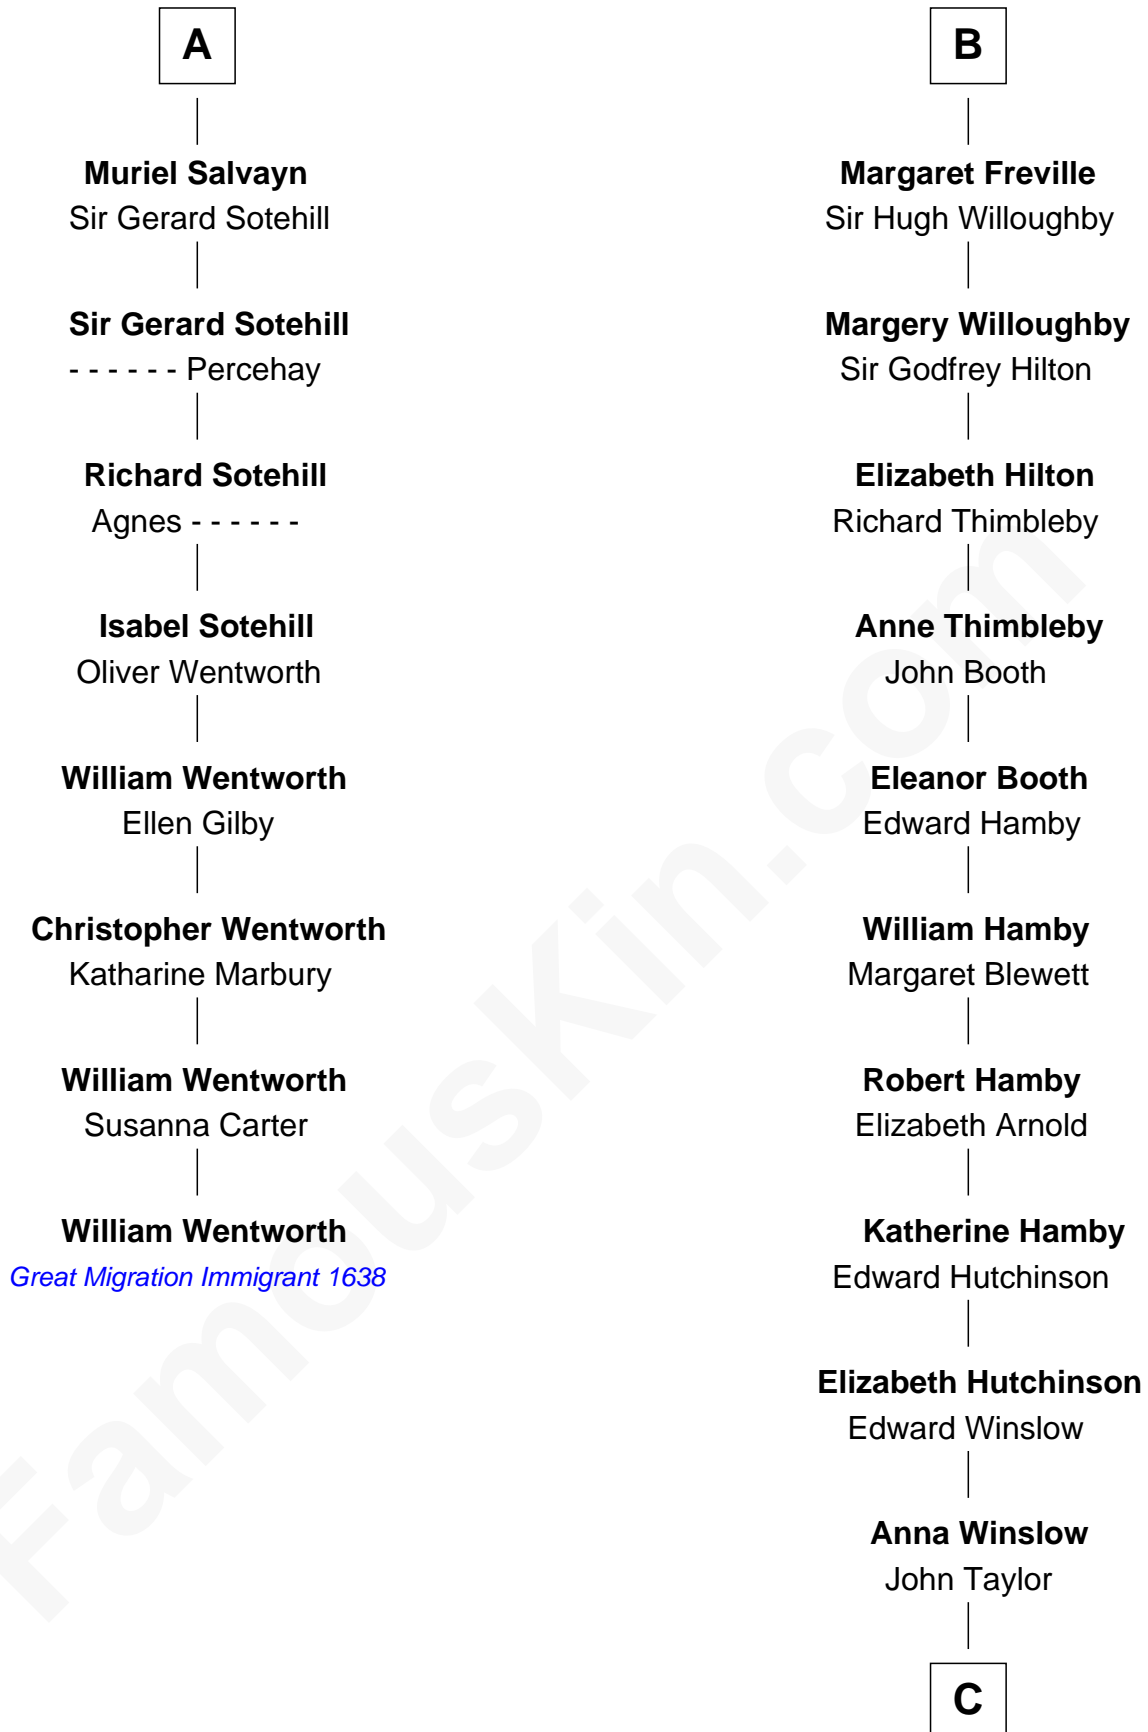 A
Muriel Salvayn
Sir Gerard Sotehill
Sir Gerard Sotehill
- - - - - - Percehay
Richard Sotehill
Agnes - - - - - -
Isabel Sotehill
Oliver Wentworth
William Wentworth
Ellen Gilby
Christopher Wentworth
Katharine Marbury
William Wentworth
Susanna Carter
William Wentworth
Great Migration Immigrant 1638
B
Margaret Freville
Sir Hugh Willoughby
Margery Willoughby
Sir Godfrey Hilton
Elizabeth Hilton
Richard Thimbleby
Anne Thimbleby
John Booth
Eleanor Booth
Edward Hamby
William Hamby
Margaret Blewett
Robert Hamby
Elizabeth Arnold
Katherine Hamby
Edward Hutchinson
Elizabeth Hutchinson
Edward Winslow
Anna Winslow
John Taylor
C
FamousKin.com